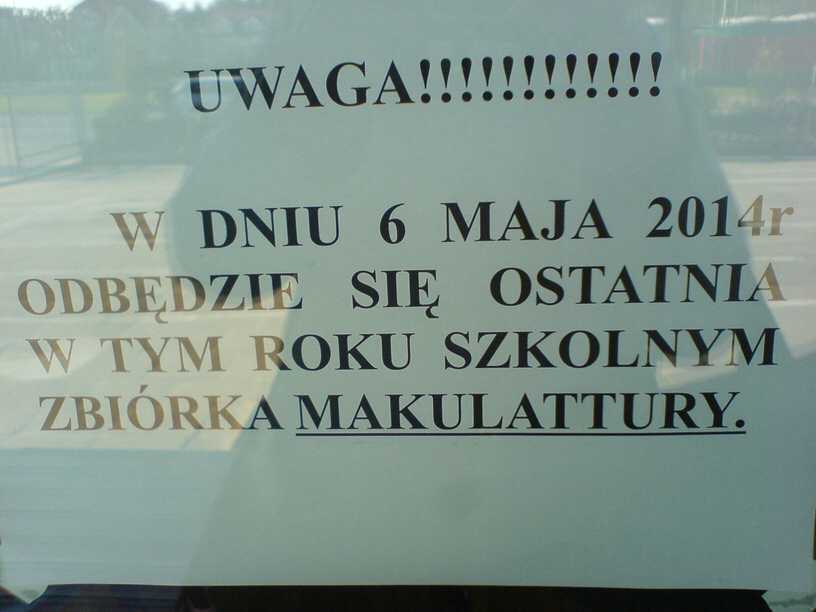 UWAGA!!!!!!!!!!!!
W DNIU 6 MAJA 2014r
ODBĘDZIE SIĘ OSTATNIA
W TYM ROKU SZKOLNYM
ZBIÓRKA MAKULATTURY.